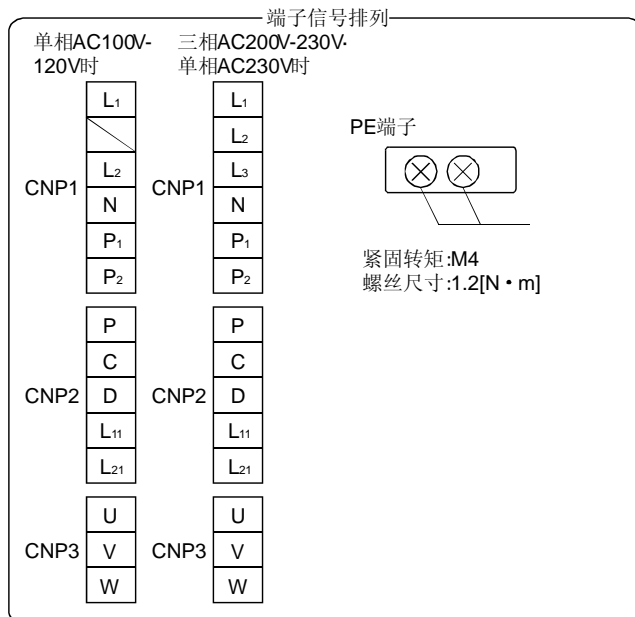 端子信号排列
单相AC100V-
120V时
三相AC200V-230V·
单相AC230V时
CNP1
L1
L2
N
P1
P2
CNP1
L1
L2
L3
N
P1
P2
CNP2
P
C
D
L11
L21
CNP2
P
C
D
L11
L21
CNP3
U
V
W
CNP3
U
V
W
PE端子
紧固转矩:M4
螺丝尺寸:1.2[N·m]